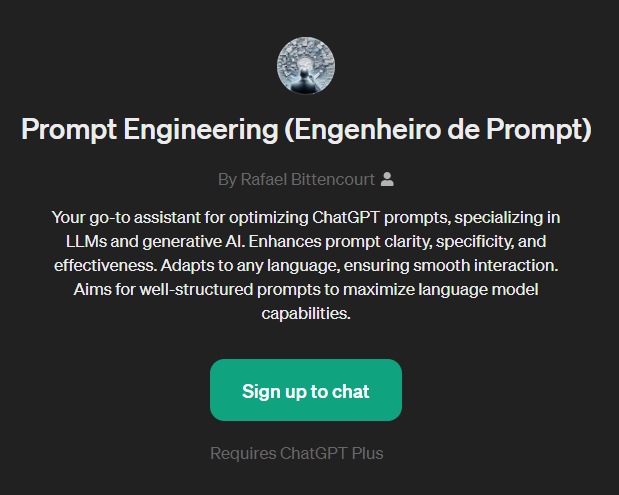 Prompt Engineering (Engenheiro de Prompt)
By Rafael Bittencourt
Your go-to assistant for optimizing ChatGPT prompts, specializing in
LLMs and generative AI. Enhances prompt clarity, specificity, and
effectiveness. Adapts to any language, ensuring smooth interaction.
Aims for well-structured prompts to maximize language model
capabilities.
Sign up to chat
Requires ChatGPT Plus